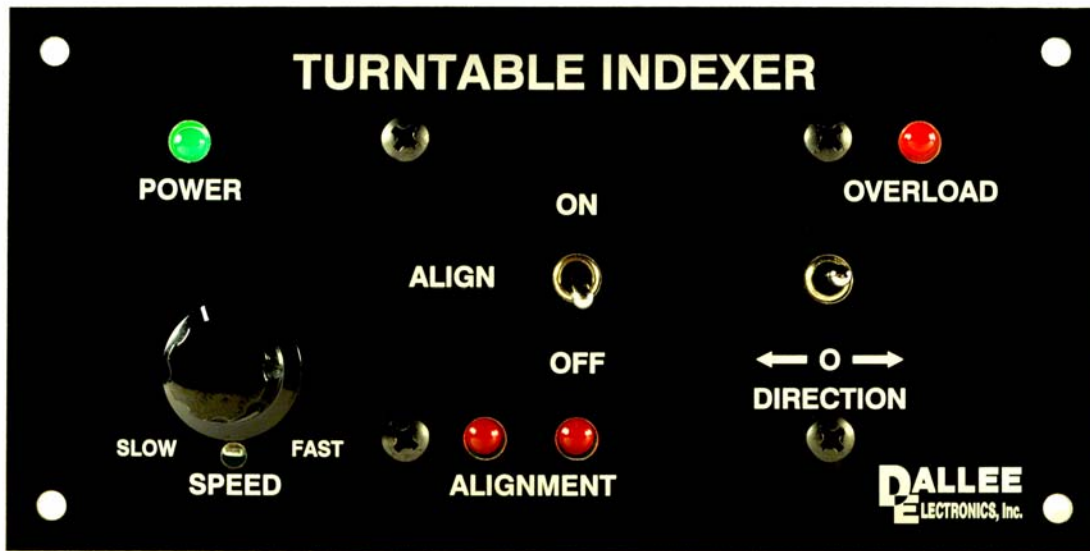 TURNTABLE INDEXER
POWER
OVERLOAD
ON
ALIGN
OFF
← O →
DIRECTION
SLOW
FAST
SPEED
ALIGNMENT
DALLEE
ELECTRONICS, Inc.